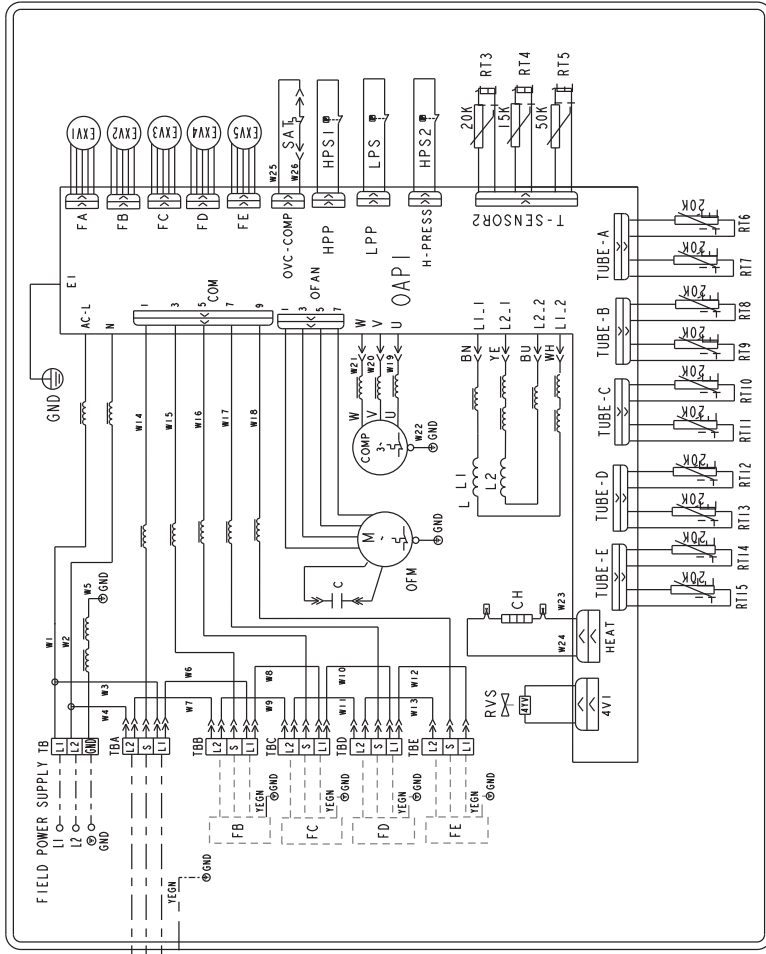 RT3
RT4
RT5
20K
15K
50K
EXV1
EXV2
EXV3
EXV4
EXV5
SAT
HPS1
LPS
HPS2
W25
W26
FA
FB
FC
FD
FE
OVC-COMP
HPP
LPP
H-PRESS
T-SENSOR2
E1
AC-L
N
COM
1
3
5
7
9
OFAN
1
3
5
7
OAP1
W
V
U
L1_1
L2_1
L2_2
L1_2
BN
YE
BU
WH
W21
W20
W19
W
V
U
COMP
3~
W22
GND
GND
W14
W15
W16
W17
W18
L
L1
L2
M
~
OFM
GND
C
TUBE-A
20K
RT6
20K
RT7
TUBE-B
20K
RT8
20K
RT9
TUBE-C
20K
RT10
20K
RT11
TUBE-D
20K
RT12
20K
RT13
TUBE-E
20K
RT14
20K
RT15
CH
W23
W24
HEAT
RVS
4YV
4V1
W1
W2
W5
GND
W3
W4
W6
W7
W8
W9
W10
W11
W12
W13
FIELD POWER SUPPLY
TB
L1
L2
GND
L1
L2
GND
TBA
L2
S
L1
TBB
L2
S
L1
TBC
L2
S
L1
TBD
L2
S
L1
TBE
L2
S
L1
FB
YEGN
GND
FC
YEGN
GND
FD
YEGN
GND
FE
YEGN
GND
YEGN
GND